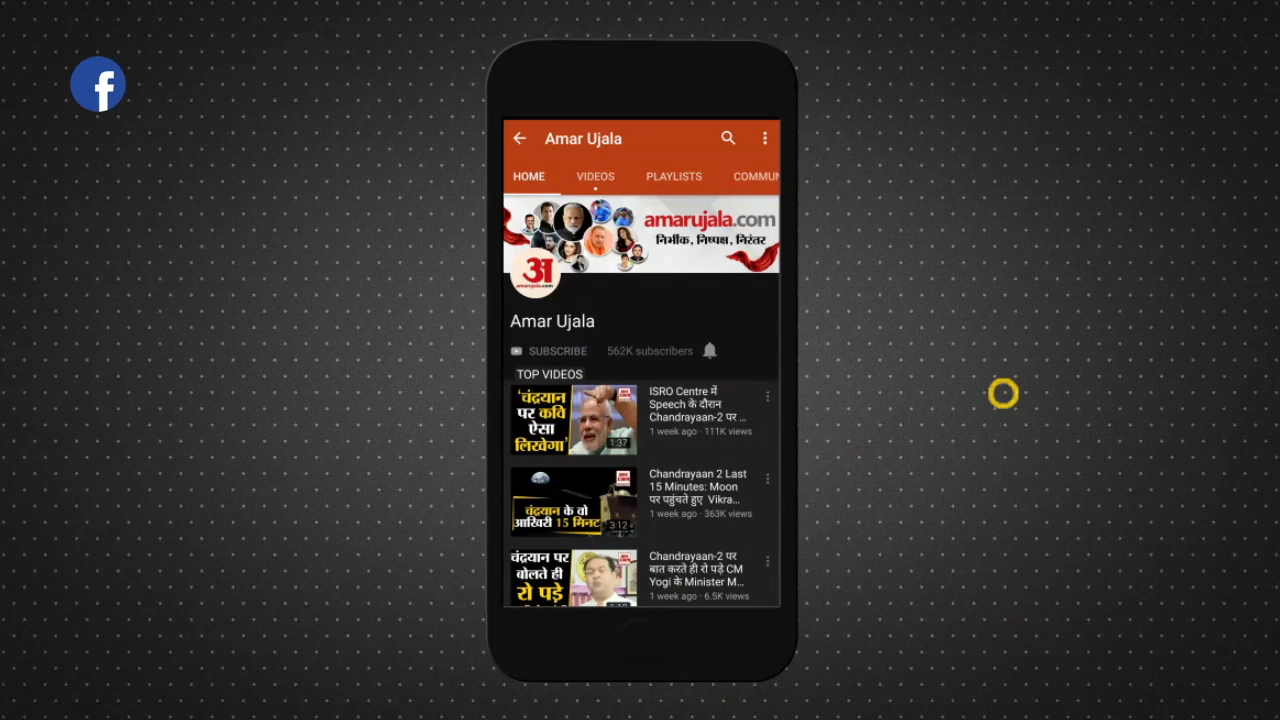 Amar Ujala
HOME VIDEOS PLAYLISTS COMMUN
amarujala.com
निर्भीक, निष्पक्ष, निरंतर
अ
amarujala.com
Amar Ujala
SUBSCRIBE 562K subscribers
TOP VIDEOS
'चंद्रयान
पर कवि
ऐसा
लिखेगा'
1:37
ISRO Centre में
Speech के दौरान
Chandrayaan-2 पर ...
1 week ago · 111K views
चंद्रयान के वो
आखिरी 15 मिनट
3:12
Chandrayaan 2 Last
15 Minutes: Moon
पर पहुंचते हुए Vikra...
1 week ago · 363K views
चंद्रयान पर
बोलते ही
रो पड़े
Chandrayaan-2 पर
बात करते ही रो पड़े CM
Yogi के Minister M...
1 week ago · 6.5K views